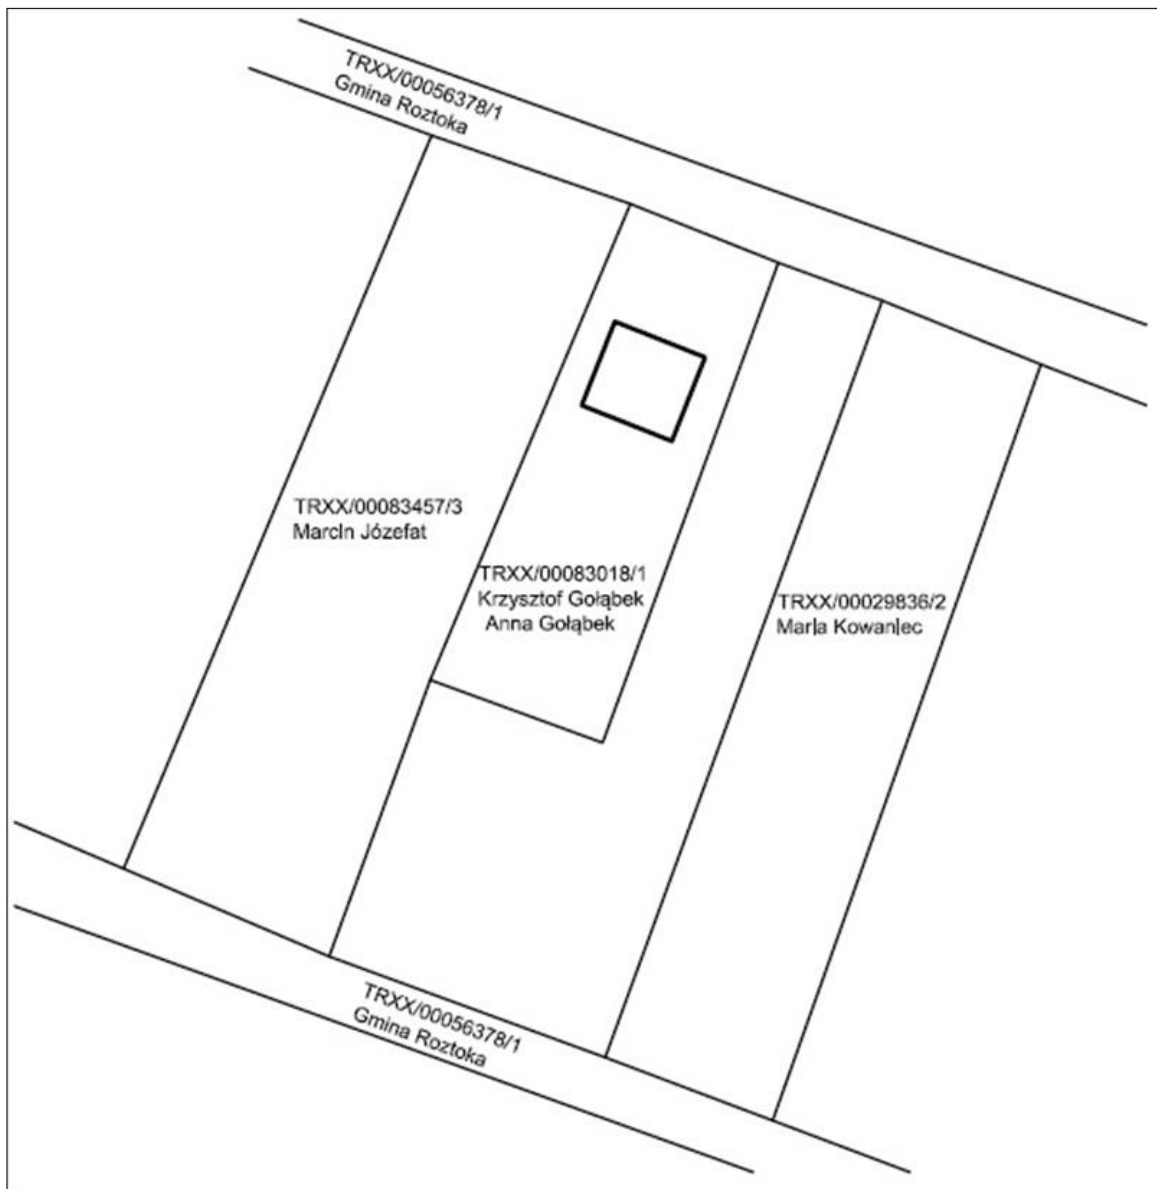 TRXX/00056378/1
Gmina Roztoka
TRXX/00083457/3
Marcin Józefat
TRXX/00083018/1
Krzysztof Gołąbek
Anna Gołąbek
TRXX/00029836/2
Maria Kowaniec
TRXX/00056378/1
Gmina Roztoka